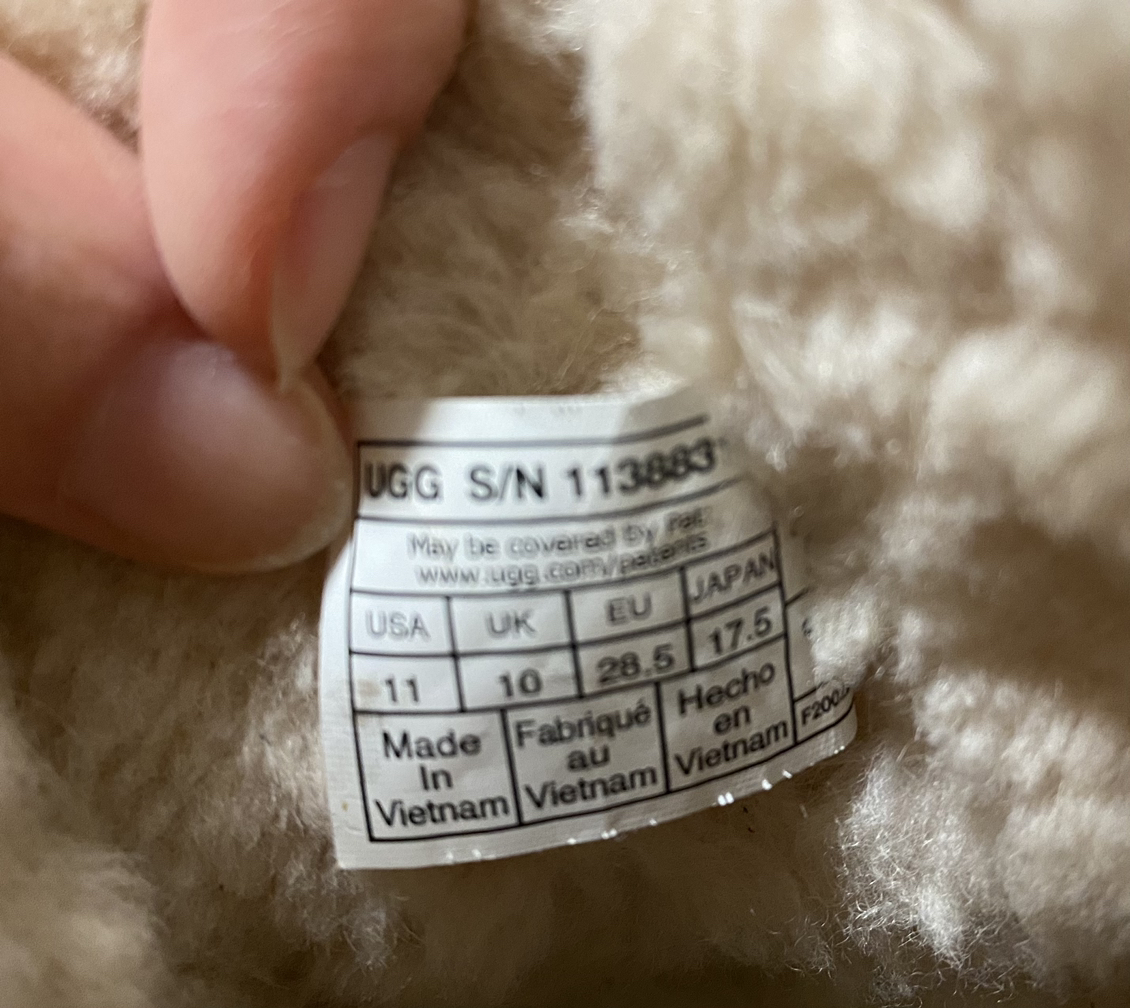 UGG S/N 113883
May be covered by Pat:
www.ugg.com/patents
USA UK EU JAPAN
11 10 28.5 17.5
Made In Vietnam
Fabriqué au Vietnam
Hecho en Vietnam